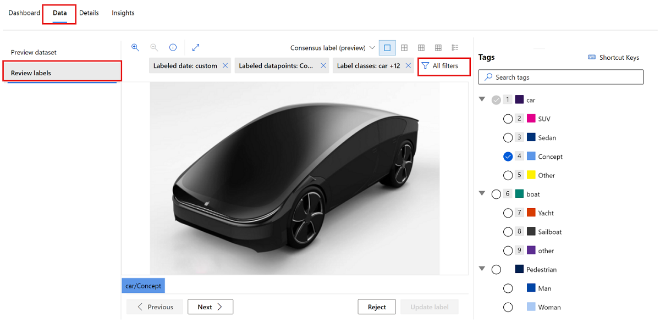 Dashboard Data Details Insights
Preview dataset
Review labels
Consensus label (preview)
Labeled date: custom Labeled datapoints: Co... Label classes: car +12 All filters
car/Concept
Previous Next Reject Update label
Tags Shortcut Keys
Search tags
1 car
2 SUV
3 Sedan
4 Concept
5 Other
6 boat
7 Yacht
8 Sailboat
9 other
Pedestrian
Man
Woman